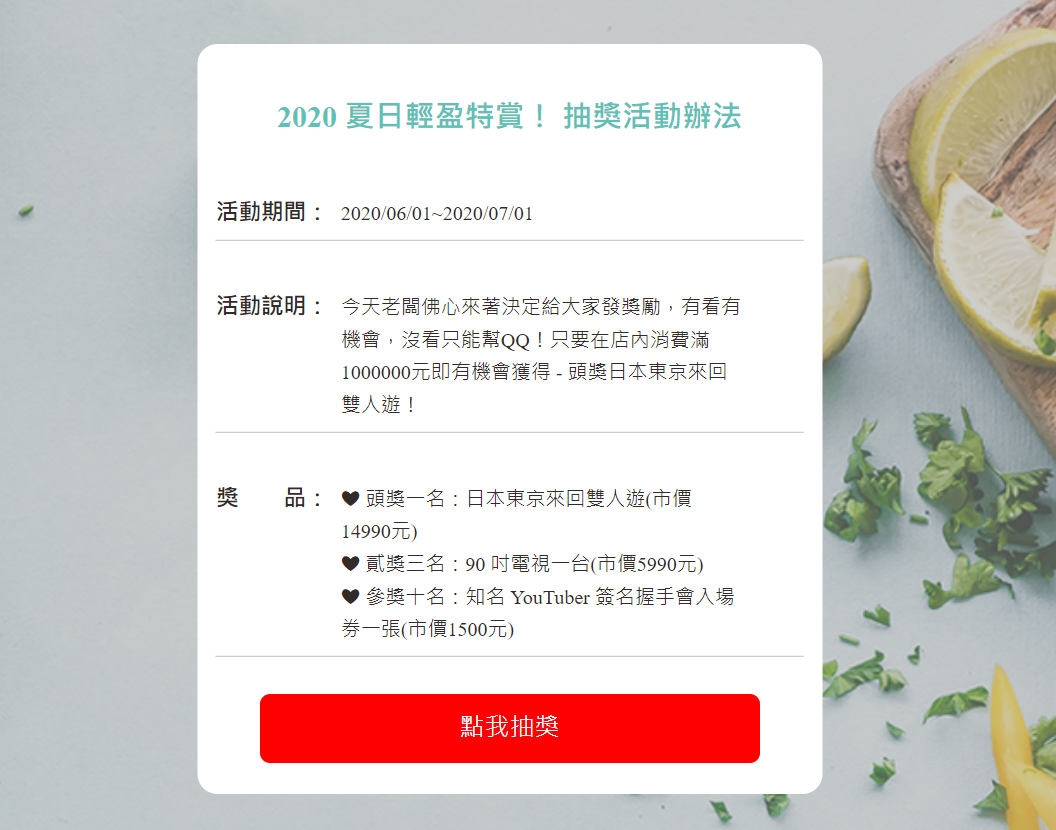 2020 夏日輕盈特賞！ 抽獎活動辦法
活動期間： 2020/06/01~2020/07/01
活動說明： 今天老闆佛心來著決定給大家發獎勵，有看有
機會，沒看只能幫QQ！只要在店內消費滿
1000000元即有機會獲得 - 頭獎日本東京來回
雙人遊！
獎　　品： ❤ 頭獎一名：日本東京來回雙人遊(市價
14990元)
❤ 貳獎三名：90 吋電視一台(市價5990元)
❤ 參獎十名：知名 YouTuber 簽名握手會入場
券一張(市價1500元)
點我抽獎